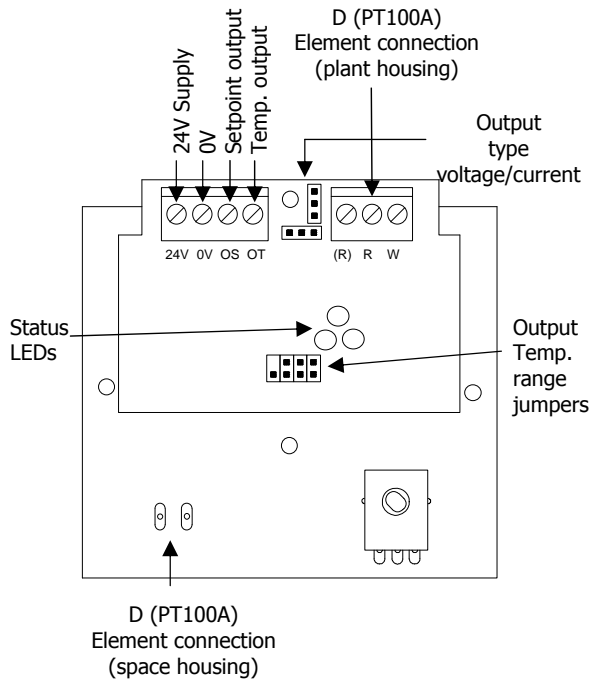 D (PT100A)
Element connection
(plant housing)
24V Supply
0V
Setpoint output
Temp. output
Output
type
voltage/current
24V 0V OS OT
(R) R W
Status
LEDs
Output
Temp.
range
jumpers
D (PT100A)
Element connection
(space housing)